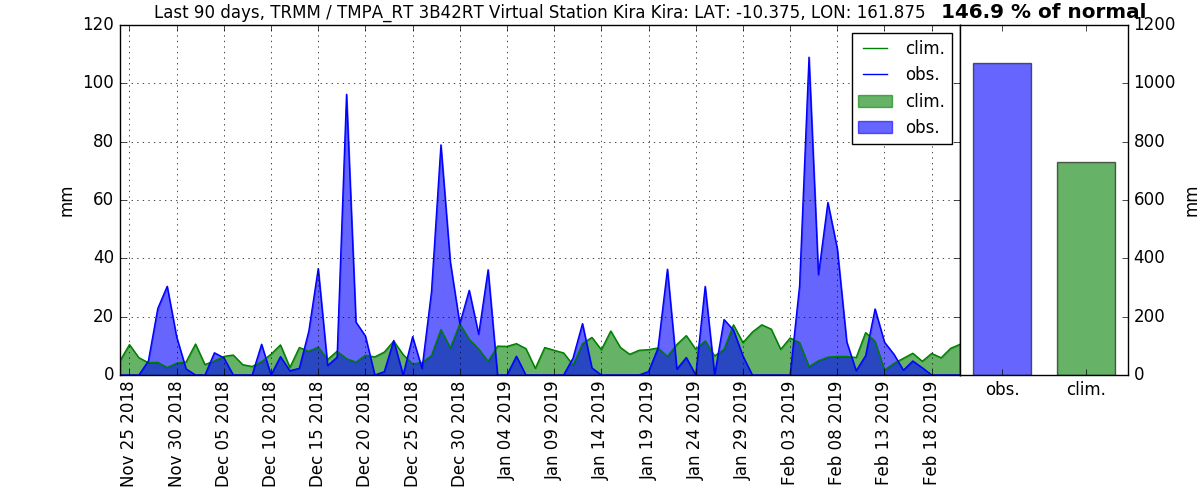 Last 90 days, TRMM / TMPA_RT 3B42RT Virtual Station Kira Kira: LAT: -10.375, LON: 161.875
146.9 % of normal
120
100
80
60
40
20
0
mm
clim.
obs.
clim.
obs.
1200
1000
800
600
400
200
0
mm
Nov 25 2018
Nov 30 2018
Dec 05 2018
Dec 10 2018
Dec 15 2018
Dec 20 2018
Dec 25 2018
Dec 30 2018
Jan 04 2019
Jan 09 2019
Jan 14 2019
Jan 19 2019
Jan 24 2019
Jan 29 2019
Feb 03 2019
Feb 08 2019
Feb 13 2019
Feb 18 2019
obs.
clim.